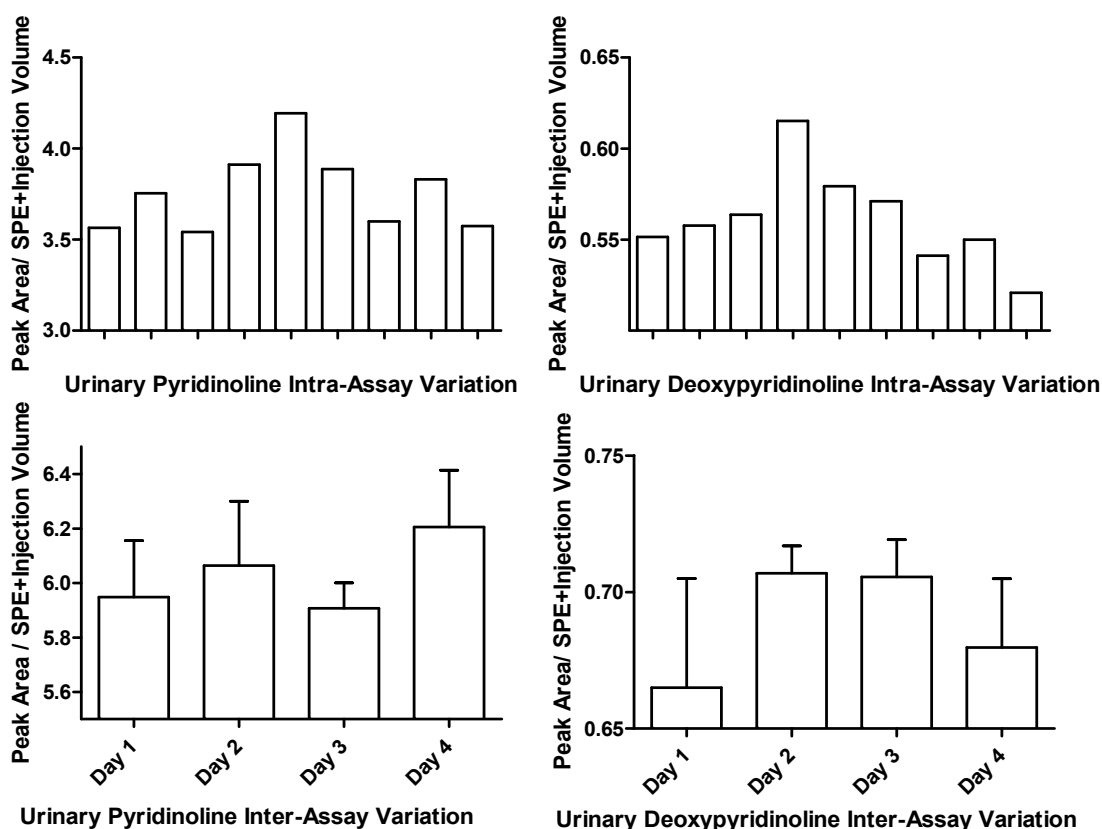 Peak Area/ SPE+Injection Volume
4.5
4.0
3.5
3.0
Urinary Pyridinoline Intra-Assay Variation
Peak Area/ SPE+Injection Volume
0.65
0.60
0.55
Urinary Deoxypyridinoline Intra-Assay Variation
Peak Area / SPE+Injection Volume
6.4
6.2
6.0
5.8
5.6
Day 1
Day 2
Day 3
Day 4
Urinary Pyridinoline Inter-Assay Variation
Peak Area/ SPE+Injection Volume
0.75
0.70
0.65
Day 1
Day 2
Day 3
Day 4
Urinary Deoxypyridinoline Inter-Assay Variation